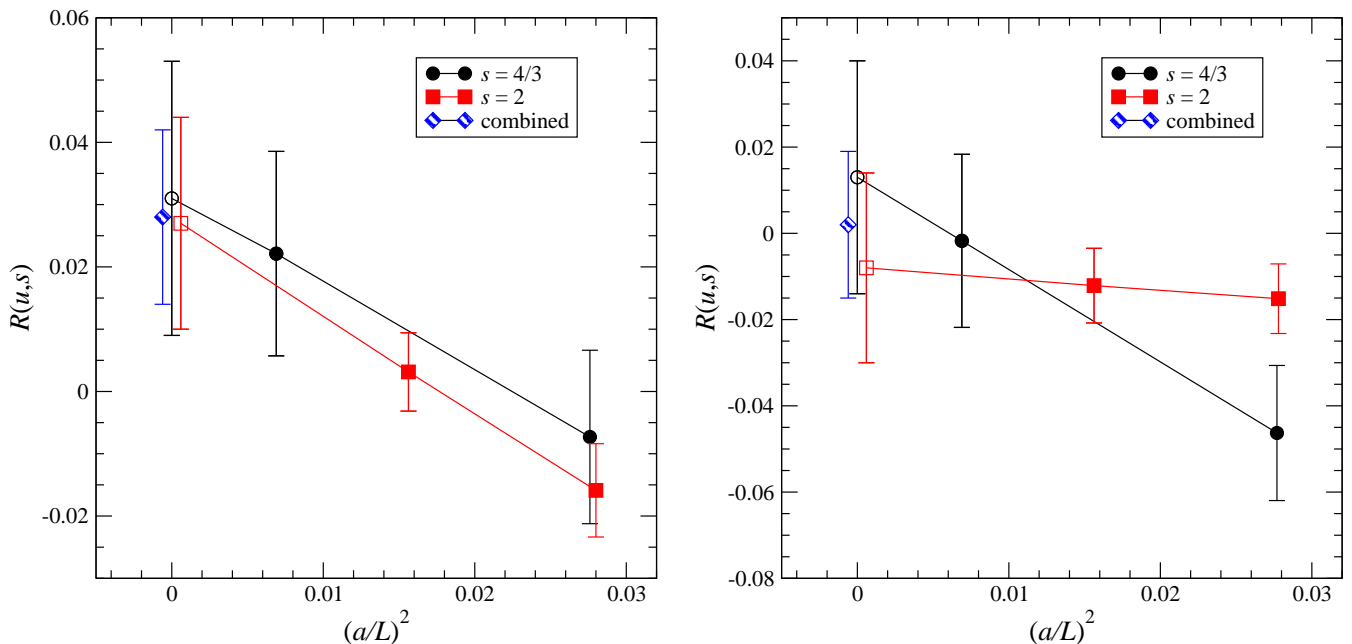 0.06
0.04
0.02
0
-0.02
R(u,s)
0
0.01
0.02
0.03
(a/L)²
s = 4/3
s = 2
combined
0.04
0.02
0
-0.02
-0.04
-0.06
-0.08
R(u,s)
0
0.01
0.02
0.03
(a/L)²
s = 4/3
s = 2
combined